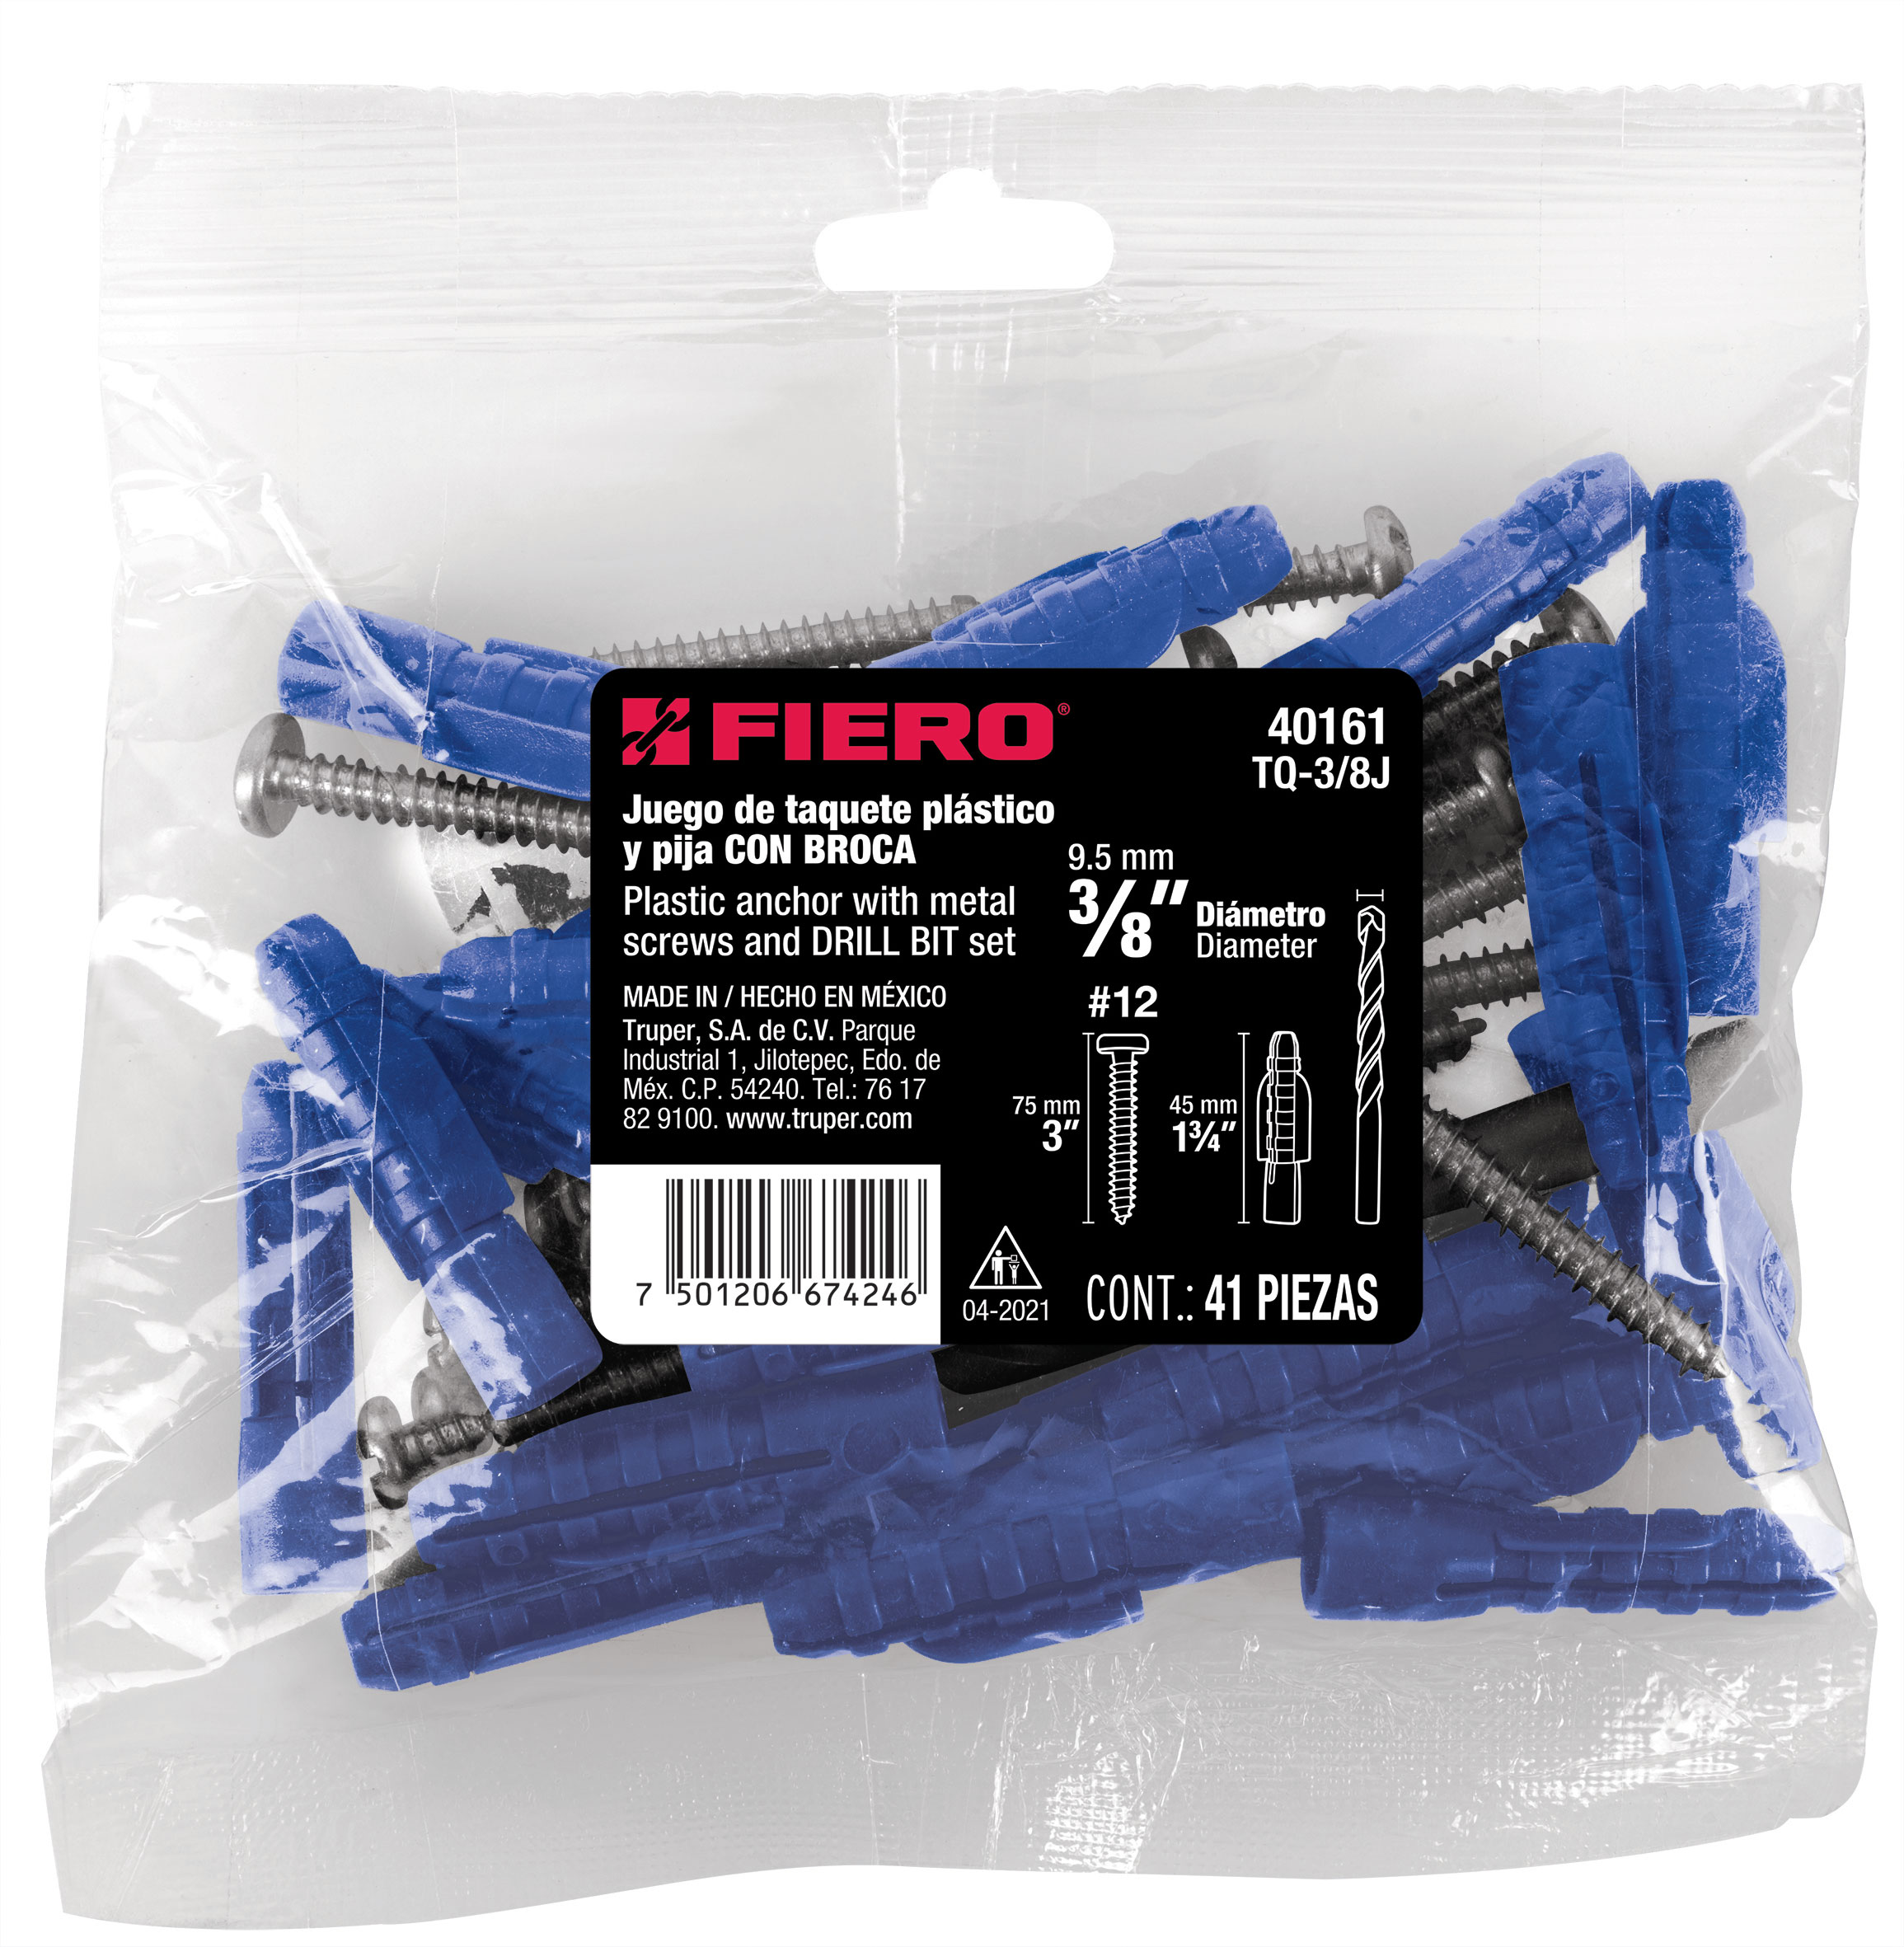 FIERO®
40161
TQ-3/8J
Juego de taquete plástico
y pija CON BROCA
Plastic anchor with metal
screws and DRILL BIT set
9.5 mm
3/8"
Diámetro
Diameter
MADE IN / HECHO EN MÉXICO
Truper, S.A. de C.V. Parque
Industrial 1, Jilotepec, Edo. de
Méx. C.P. 54240. Tel.: 76 17
82 9100. www.truper.com
#12
75 mm
3"
45 mm
1¾"
7 501206 674246
04-2021
CONT.: 41 PIEZAS